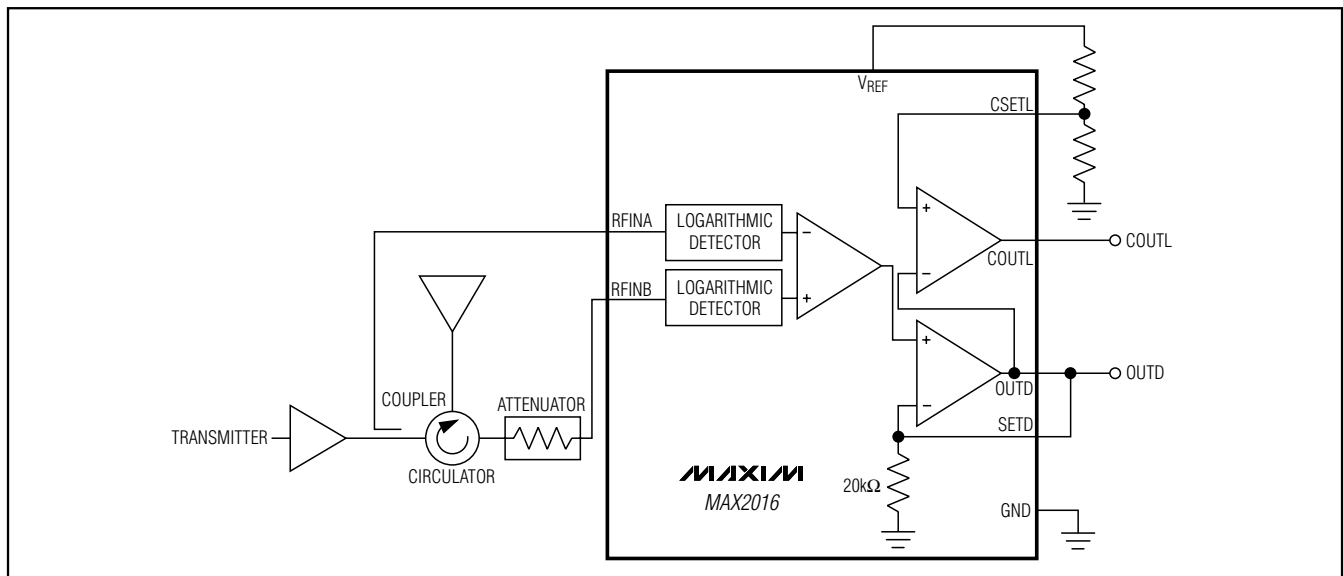 VREF
CSETL
RFINA
LOGARITHMIC
DETECTOR
−
+
−
COUTL
COUTL
RFINB
LOGARITHMIC
DETECTOR
+
+
−
OUTD
OUTD
SETD
COUPLER
ATTENUATOR
TRANSMITTER
CIRCULATOR
MAXIM
MAX2016
20kΩ
GND